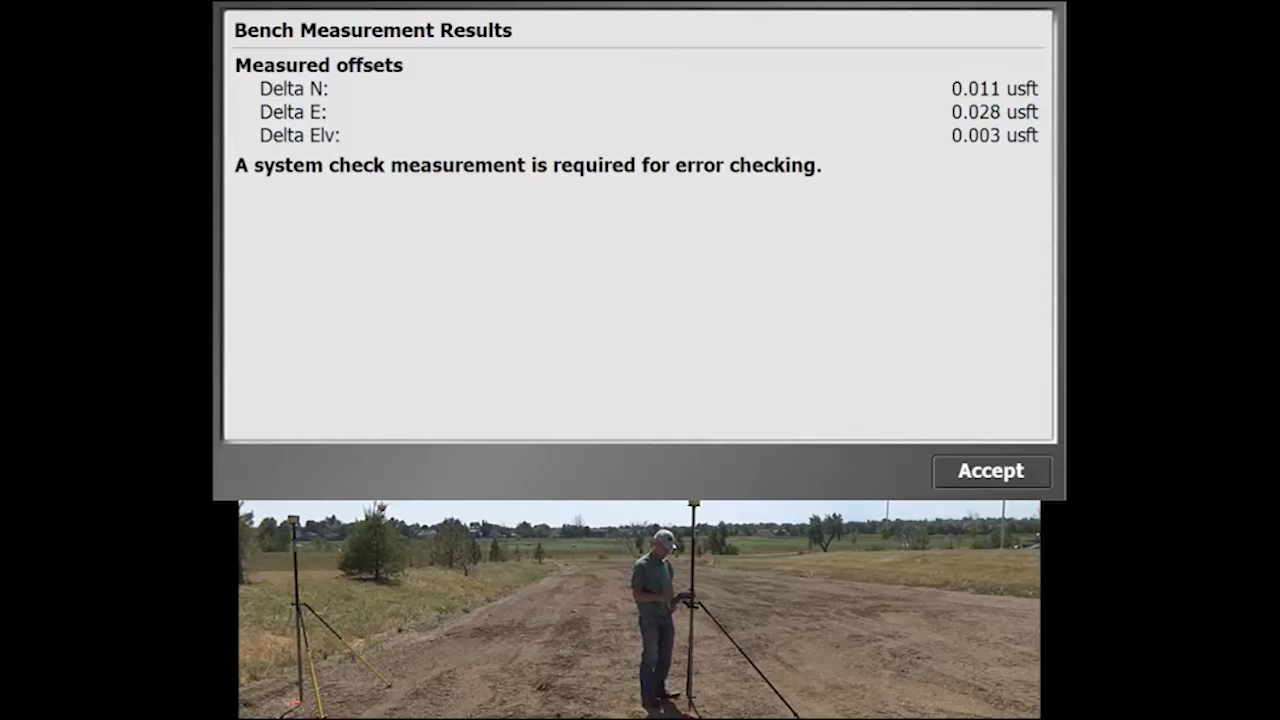 Bench Measurement Results
Measured offsets
Delta N: 0.011 usft
Delta E: 0.028 usft
Delta Elv: 0.003 usft
A system check measurement is required for error checking.
Accept